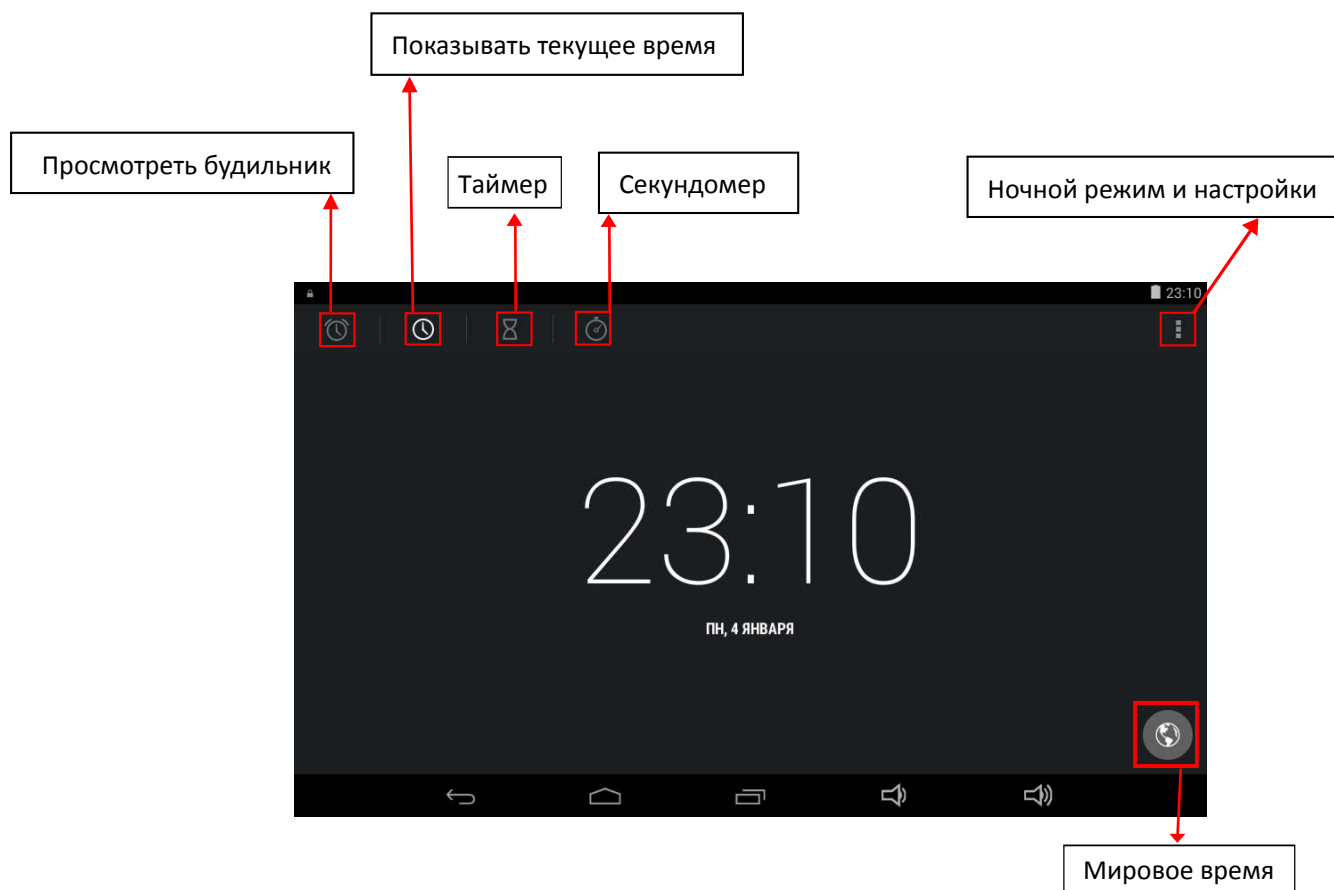 Показывать текущее время
Просмотреть будильник
Таймер
Секундомер
Ночной режим и настройки
23:10
23:10
ПН, 4 ЯНВАРЯ
Мировое время